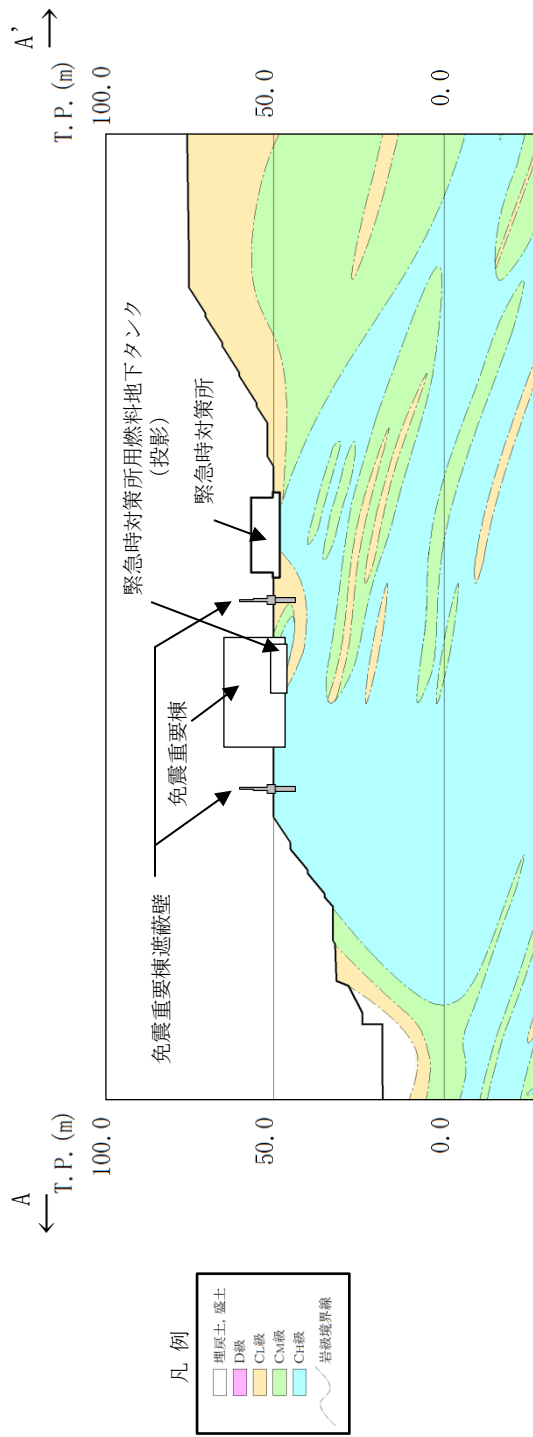 A
A'
T.P.(m)
T.P.(m)
100.0
50.0
0.0
100.0
50.0
0.0
免震重要棟遮蔽壁
免震重要棟
緊急時対策所用燃料地下タンク
(投影)
緊急時対策所
凡 例
埋戻土，盛土
D級
CL級
CM級
CH級
岩級境界線